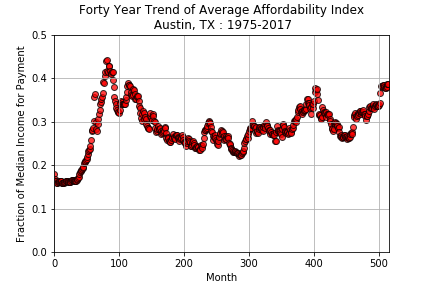 Forty Year Trend of Average Affordability Index
Austin, TX : 1975-2017
Fraction of Median Income for Payment
0.5
0.4
0.3
0.2
0.1
0.0
0 100 200 300 400 500
Month